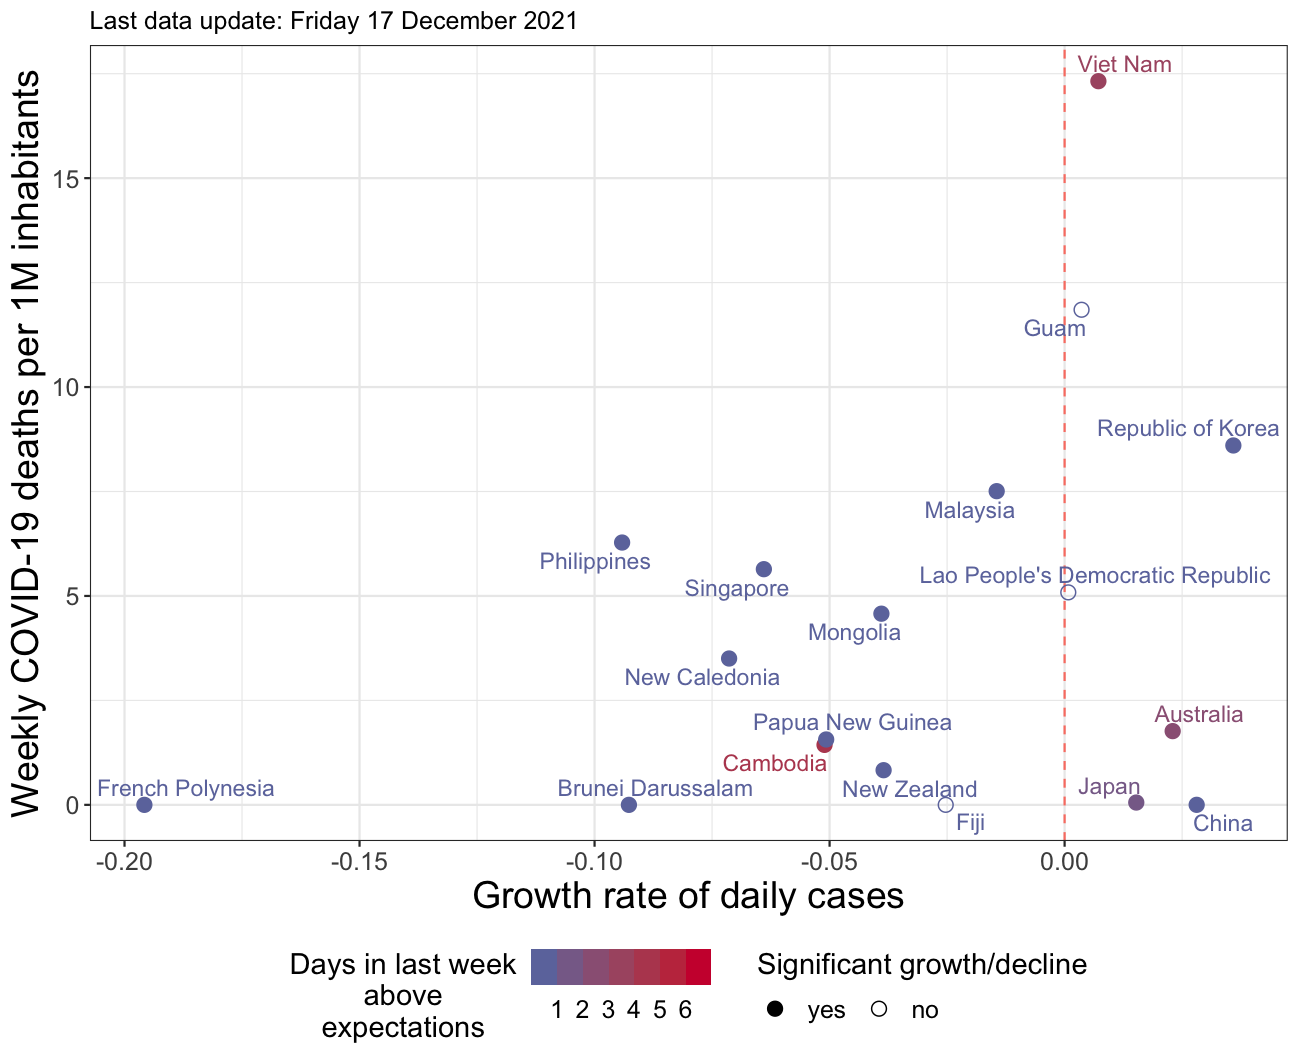 Last data update: Friday 17 December 2021
Weekly COVID-19 deaths per 1M inhabitants
15
10
5
0
Viet Nam
Guam
Republic of Korea
Malaysia
Philippines
Lao People's Democratic Republic
Singapore
Mongolia
New Caledonia
Australia
Papua New Guinea
Cambodia
French Polynesia
Brunei Darussalam
New Zealand
Japan
Fiji
China
-0.20 -0.15 -0.10 -0.05 0.00
Growth rate of daily cases
Days in last week
above
expectations
1 2 3 4 5 6
Significant growth/decline
yes no